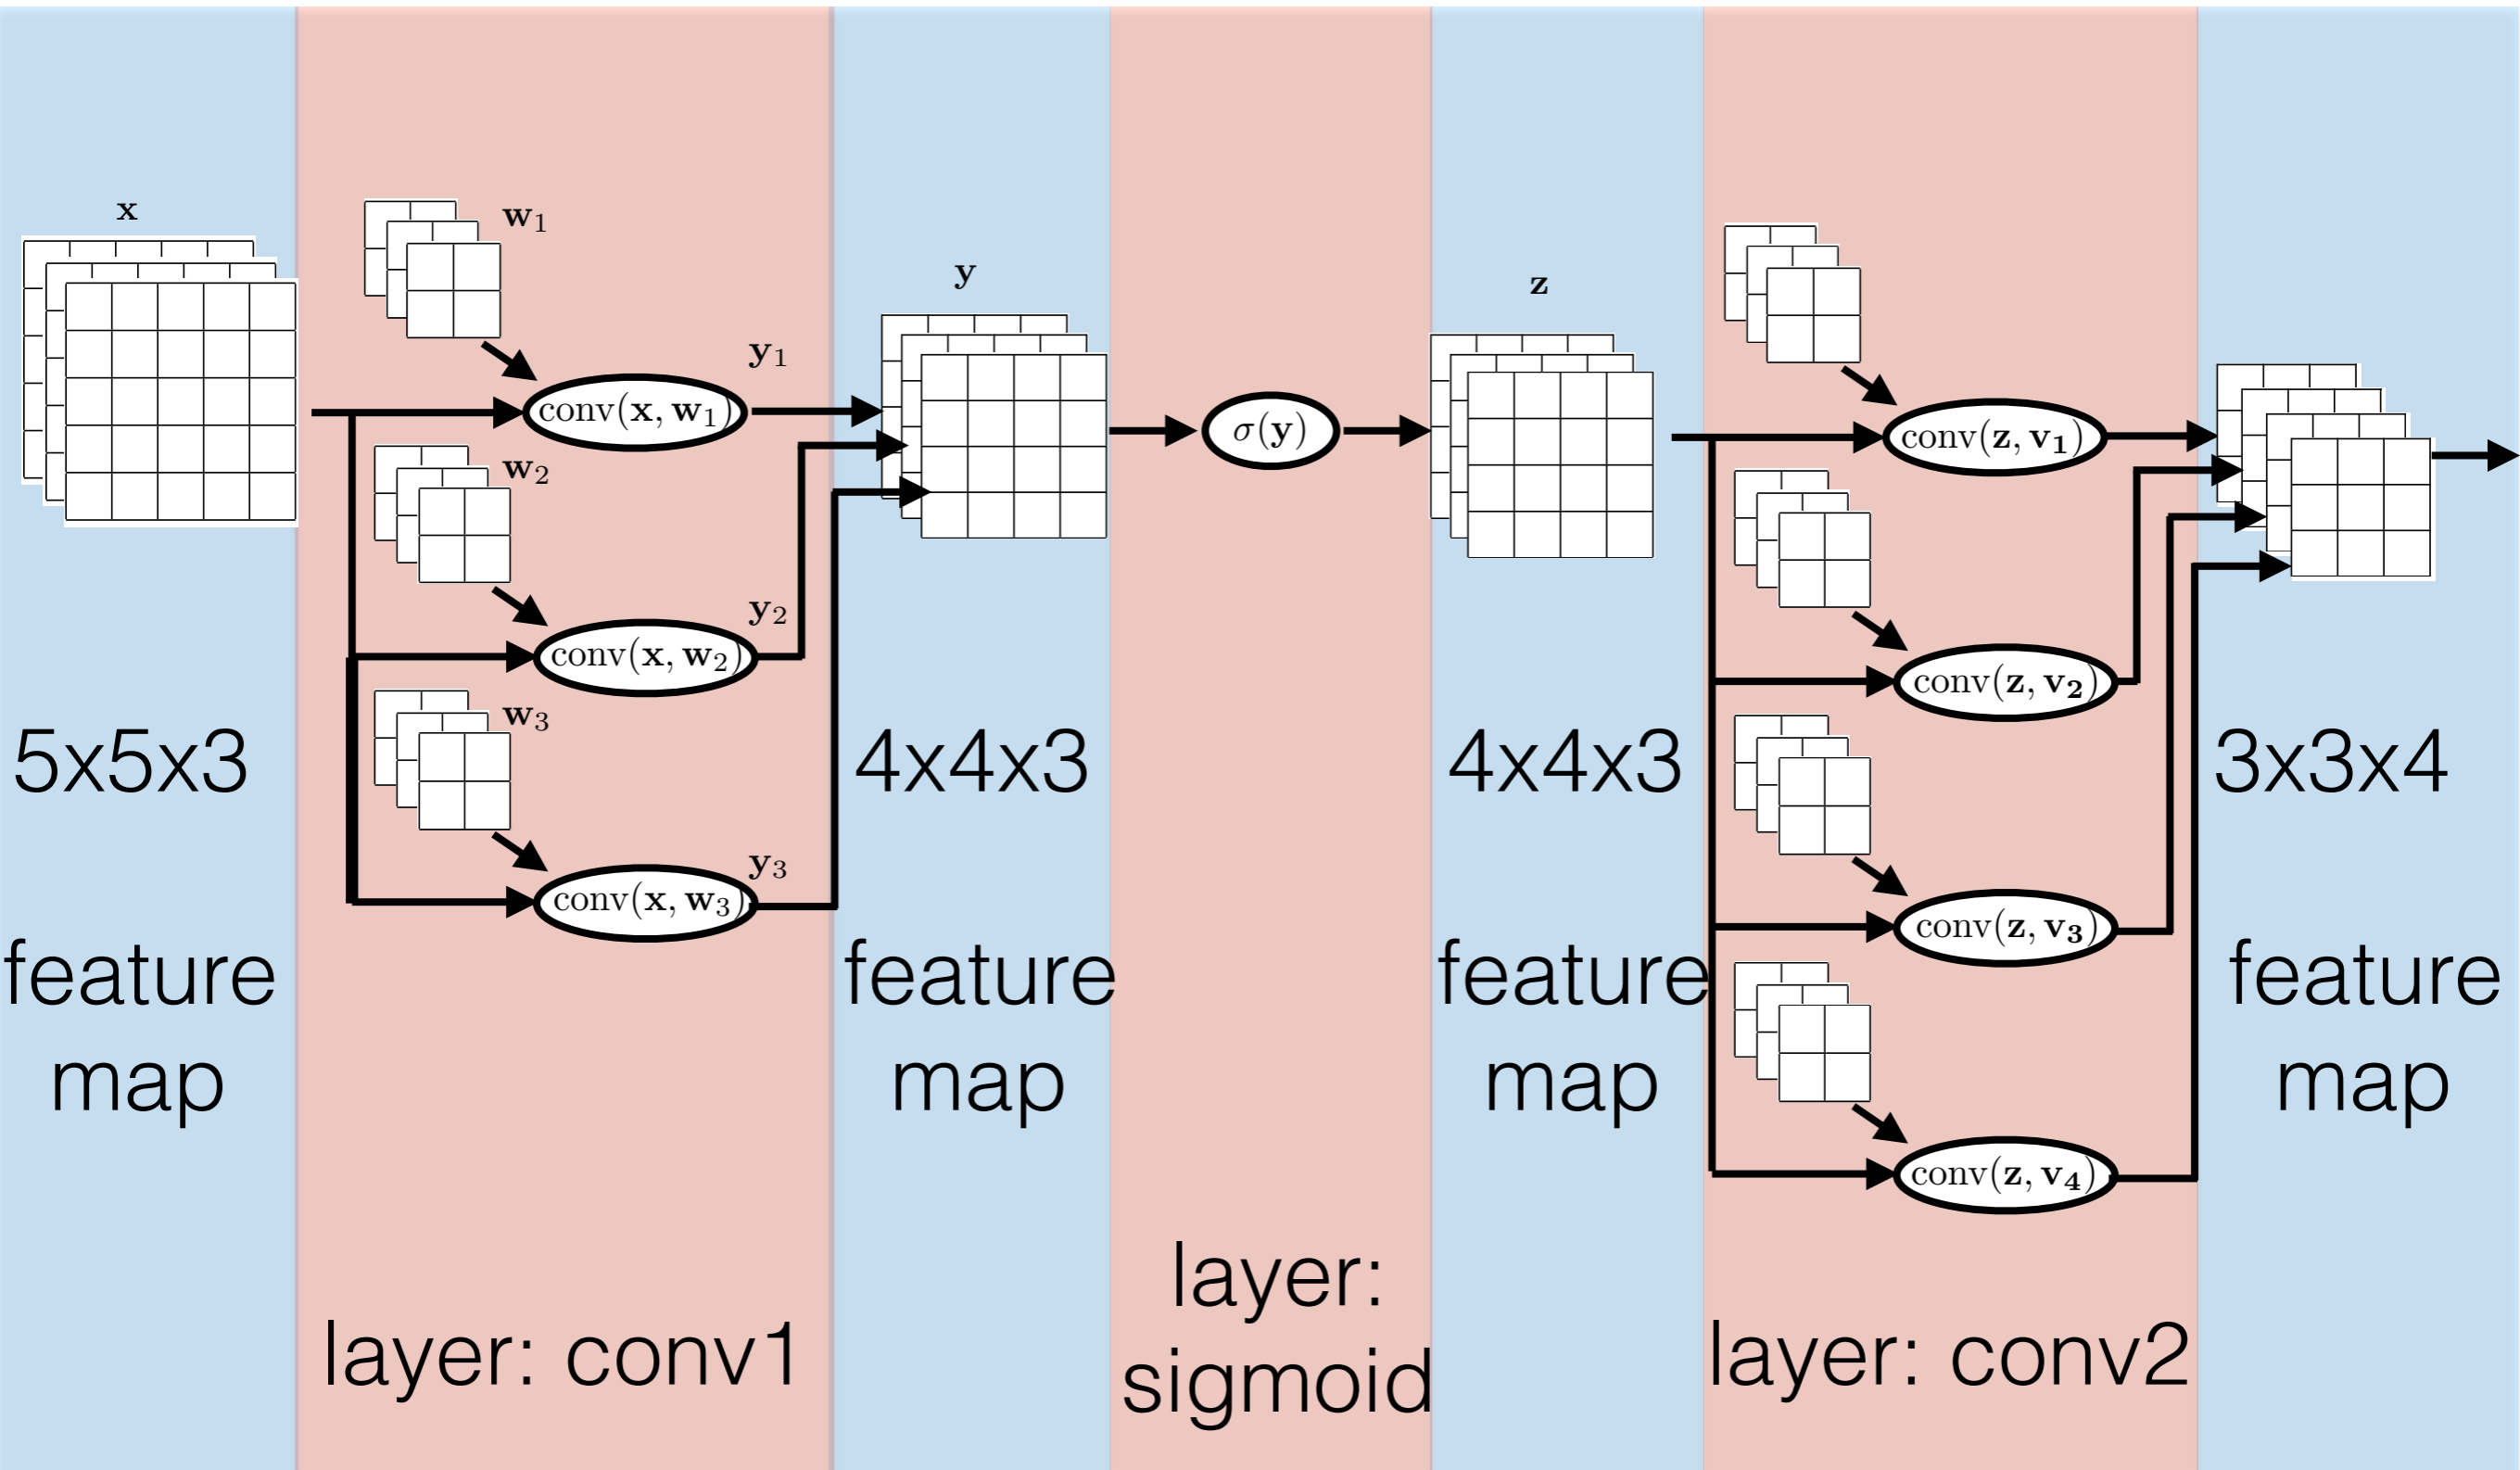 x
w₁
y₁
conv(x, w₁)
w₂
y₂
conv(x, w₂)
w₃
y₃
conv(x, w₃)
y
σ(y)
z
conv(z, v₁)
conv(z, v₂)
conv(z, v₃)
conv(z, v₄)
5x5x3
feature
map
4x4x3
feature
map
4x4x3
feature
map
3x3x4
feature
map
layer: conv1
layer:
sigmoid
layer: conv2